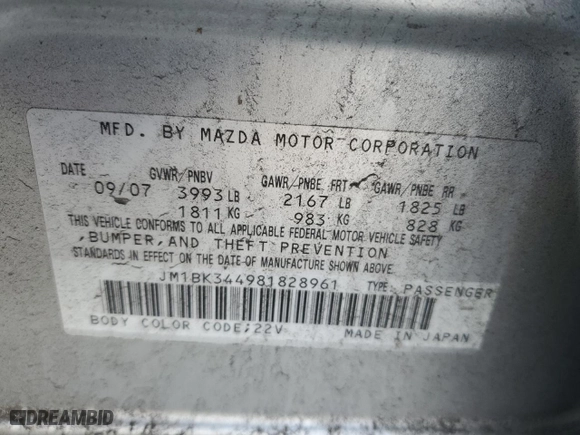 MFD. BY MAZDA MOTOR CORPORATION
DATE GVWR/PNBV GAWR/PNBE FRT GAWR/PNBE RR
09/07 3993 LB 2167 LB 1825 LB
1811 KG 983 KG 828 KG
THIS VEHICLE CONFORMS TO ALL APPLICABLE FEDERAL MOTOR VEHICLE SAFETY
, BUMPER, AND THEFT PREVENTION
STANDARDS IN EFFECT ON THE DATE OF MANUFACTURE SHOWN ABOVE.
JM1BK344981828961 TYPE: PASSENGER
BODY COLOR CODE;22V MADE IN JAPAN
DREAMBID